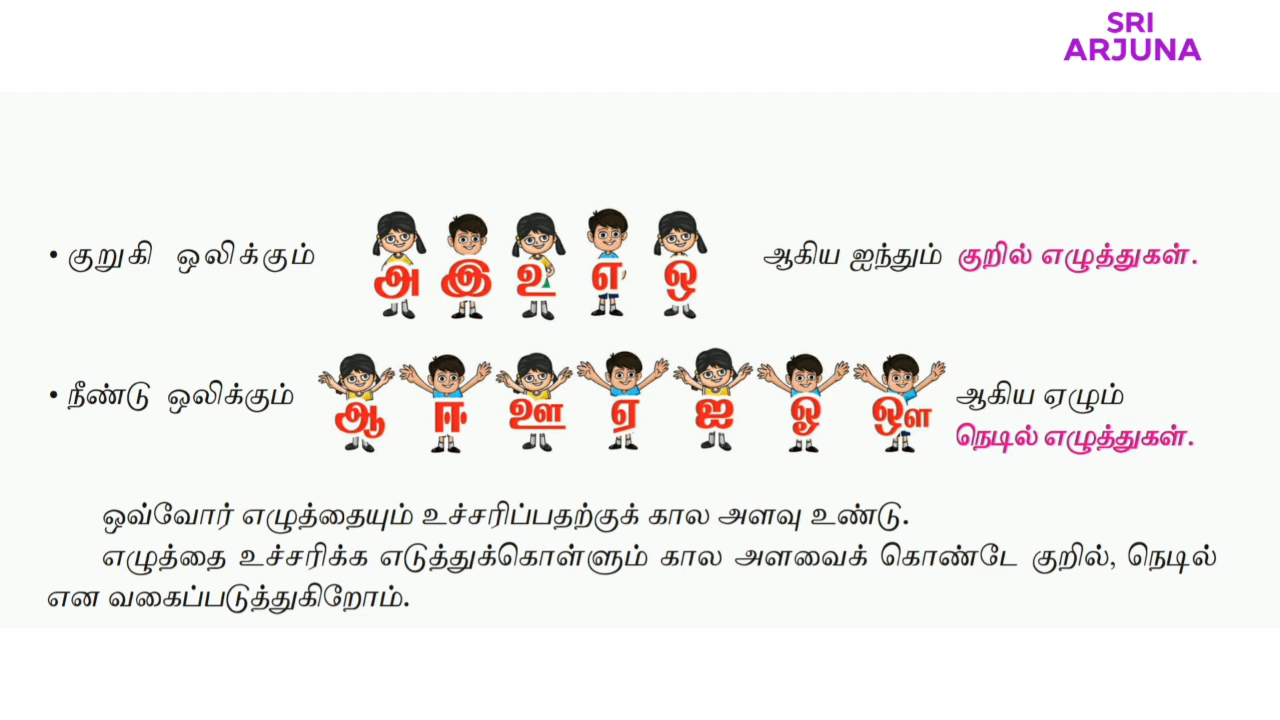 SRI
ARJUNA
• குறுகி ஒலிக்கும் அ இ உ எ ஒ ஆகிய ஐந்தும் குறில் எழுத்துகள்.
• நீண்டு ஒலிக்கும் ஆ ஈ ஊ ஏ ஐ ஓ ஔ ஆகிய ஏழும்
நெடில் எழுத்துகள்.
ஒவ்வோர் எழுத்தையும் உச்சரிப்பதற்குக் கால அளவு உண்டு.
எழுத்தை உச்சரிக்க எடுத்துக்கொள்ளும் கால அளவைக் கொண்டே குறில், நெடில்
என வகைப்படுத்துகிறோம்.